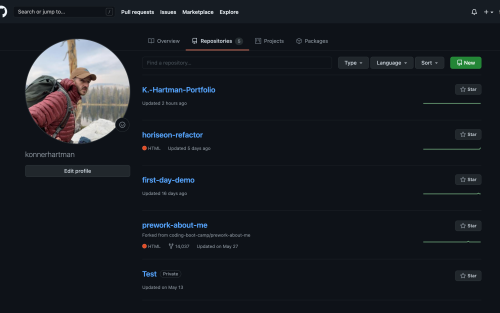 Search or jump to... /
Pull requests Issues Marketplace Explore
Overview Repositories 5 Projects Packages
Find a repository... Type Language Sort New
K.-Hartman-Portfolio Star
Updated 2 hours ago
horiseon-refactor Star
HTML Updated 5 days ago
konnerhartman
Edit profile
first-day-demo Star
Updated 16 days ago
prework-about-me Star
Forked from coding-boot-camp/prework-about-me
HTML 14,037 Updated on May 27
Test Private Star
Updated on May 13